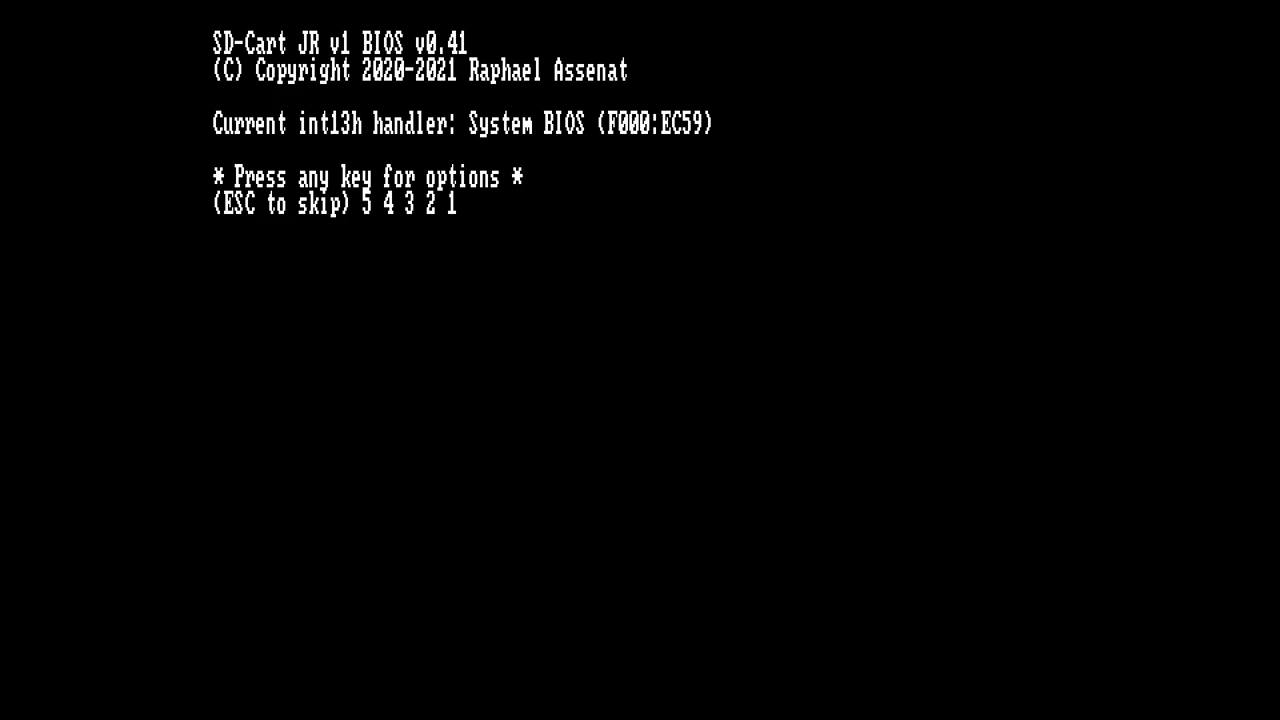 SD-Cart JR v1 BIOS v0.41
(C) Copyright 2020-2021 Raphael Assenat
Current int13h handler: System BIOS (F000:EC59)
* Press any key for options *
(ESC to skip) 5 4 3 2 1